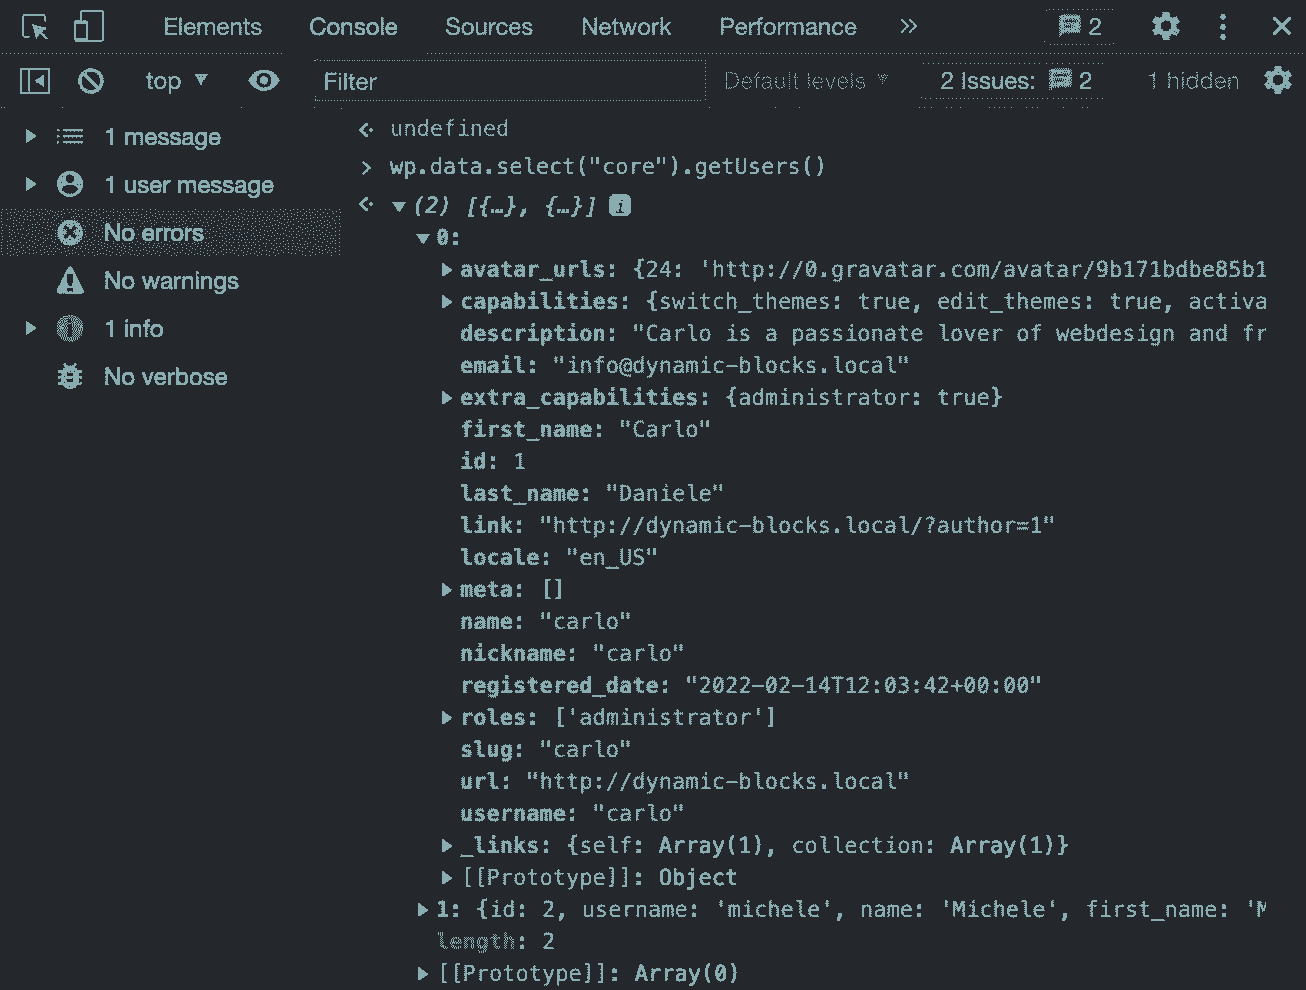 Elements Console Sources Network Performance » 2
top ▼ Filter Default levels ▼ 2 Issues: 2 1 hidden
1 message
1 user message
No errors
No warnings
1 info
No verbose
undefined
wp.data.select("core").getUsers()
(2) [{…}, {…}] i
0:
avatar_urls: {24: 'http://0.gravatar.com/avatar/9b171bdbe85b1
capabilities: {switch_themes: true, edit_themes: true, activa
description: "Carlo is a passionate lover of webdesign and fr
email: "info@dynamic-blocks.local"
extra_capabilities: {administrator: true}
first_name: "Carlo"
id: 1
last_name: "Daniele"
link: "http://dynamic-blocks.local/?author=1"
locale: "en_US"
meta: []
name: "carlo"
nickname: "carlo"
registered_date: "2022-02-14T12:03:42+00:00"
roles: ['administrator']
slug: "carlo"
url: "http://dynamic-blocks.local"
username: "carlo"
_links: {self: Array(1), collection: Array(1)}
[[Prototype]]: Object
1: {id: 2, username: 'michele', name: 'Michele', first_name: 'M
length: 2
[[Prototype]]: Array(0)